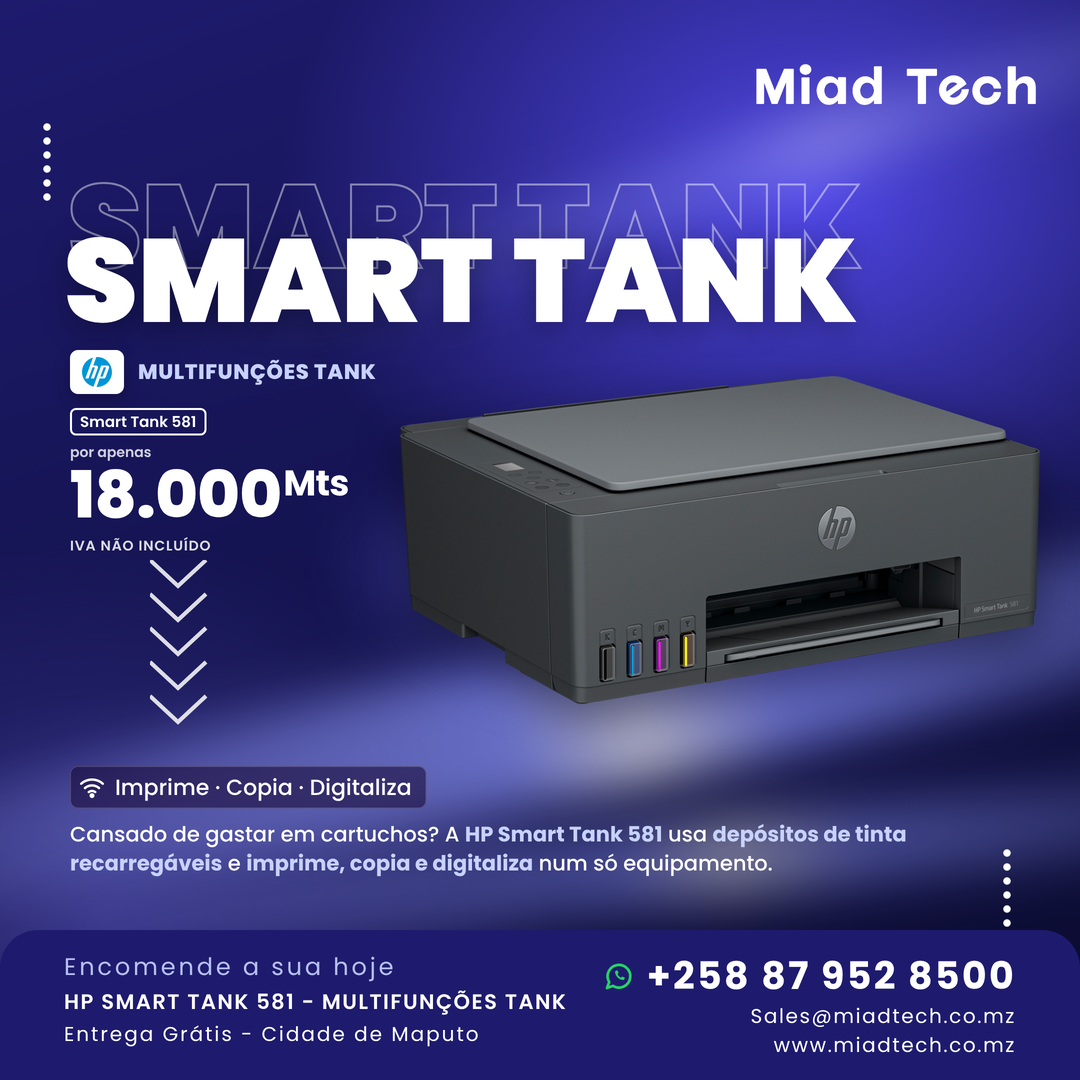 Miad Tech
SMART TANK
SMART TANK
hp
MULTIFUNÇÕES TANK
Smart Tank 581
por apenas
18.000Mts
IVA NÃO INCLUÍDO
hp
HP Smart Tank 581
K C M Y
Imprime · Copia · Digitaliza
Cansado de gastar em cartuchos? A HP Smart Tank 581 usa depósitos de tinta
recarregáveis e imprime, copia e digitaliza num só equipamento.
Encomende a sua hoje
HP SMART TANK 581 - MULTIFUNÇÕES TANK
Entrega Grátis - Cidade de Maputo
+258 87 952 8500
Sales@miadtech.co.mz
www.miadtech.co.mz